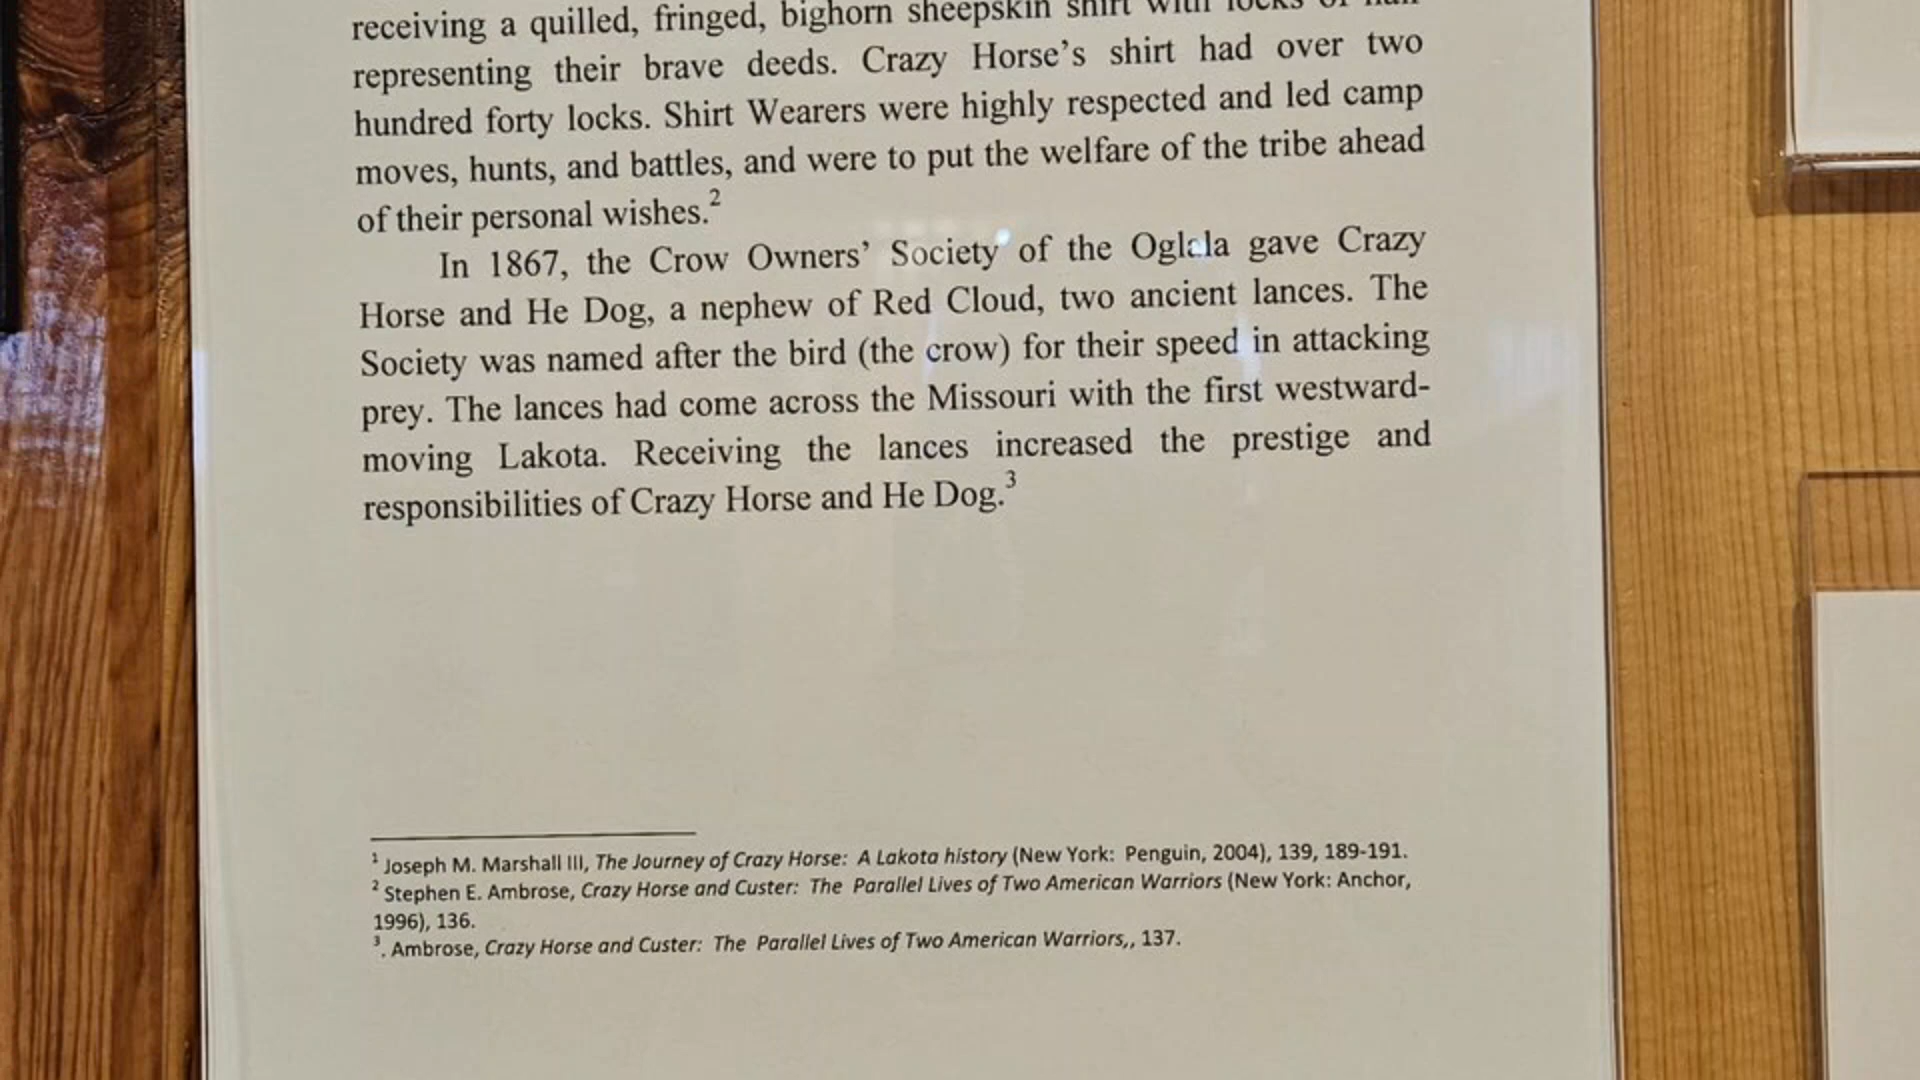 receiving a quilled, fringed, bighorn sheepskin shirt with locks of hair
representing their brave deeds. Crazy Horse’s shirt had over two
hundred forty locks. Shirt Wearers were highly respected and led camp
moves, hunts, and battles, and were to put the welfare of the tribe ahead
of their personal wishes.2
In 1867, the Crow Owners’ Society of the Oglala gave Crazy
Horse and He Dog, a nephew of Red Cloud, two ancient lances. The
Society was named after the bird (the crow) for their speed in attacking
prey. The lances had come across the Missouri with the first westward-
moving Lakota. Receiving the lances increased the prestige and
responsibilities of Crazy Horse and He Dog.3
1 Joseph M. Marshall III, The Journey of Crazy Horse: A Lakota history (New York: Penguin, 2004), 139, 189-191.
2 Stephen E. Ambrose, Crazy Horse and Custer: The Parallel Lives of Two American Warriors (New York: Anchor,
1996), 136.
3. Ambrose, Crazy Horse and Custer: The Parallel Lives of Two American Warriors,, 137.